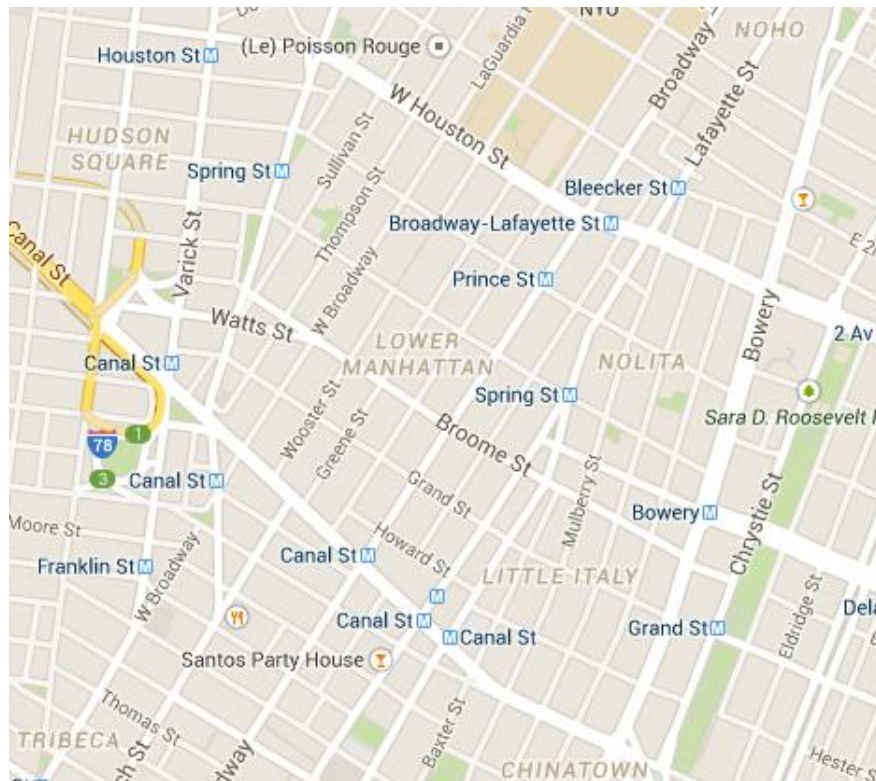 NYU
NOHO
Houston St M
(Le) Poisson Rouge
LaGuardia
Broadway
Lafayette St
W Houston St
HUDSON
SQUARE
Sullivan St
Spring St M
Bleecker St M
Thompson St
Varick St
Broadway-Lafayette St M
E 2
Canal St
W Broadway
Prince St M
Bowery
Watts St
LOWER
MANHATTAN
NOLITA
2 Av
Canal St M
Spring St M
Sara D. Roosevelt
Wooster St
Greene St
Broome St
78
1
3
Canal St M
Grand St
Mulberry St
Bowery M
Chrystie St
Moore St
Howard St
Canal St M
Franklin St M
W Broadway
LITTLE ITALY
Eldridge St
M
Canal St M
M Canal St
Grand St M
Dela
Santos Party House
Thomas St
Baxter St
TRIBECA
ch St
dway
CHINATOWN
Hester S